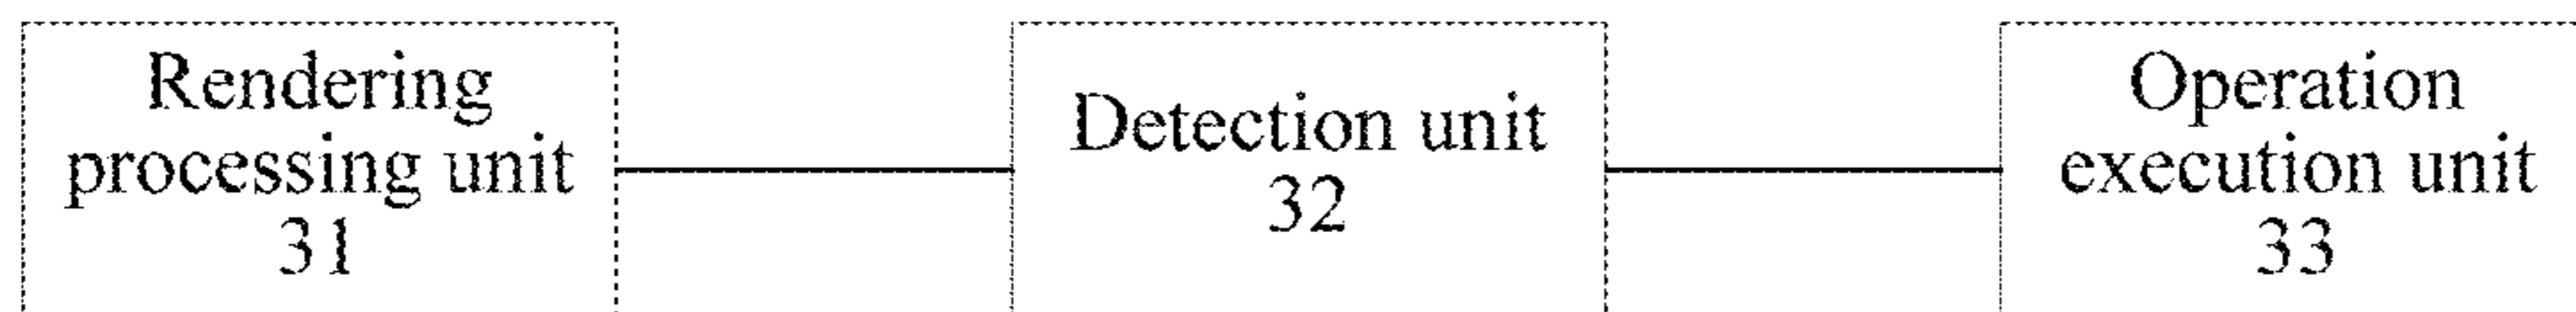 Rendering
processing unit
31
Detection unit
32
Operation
execution unit
33